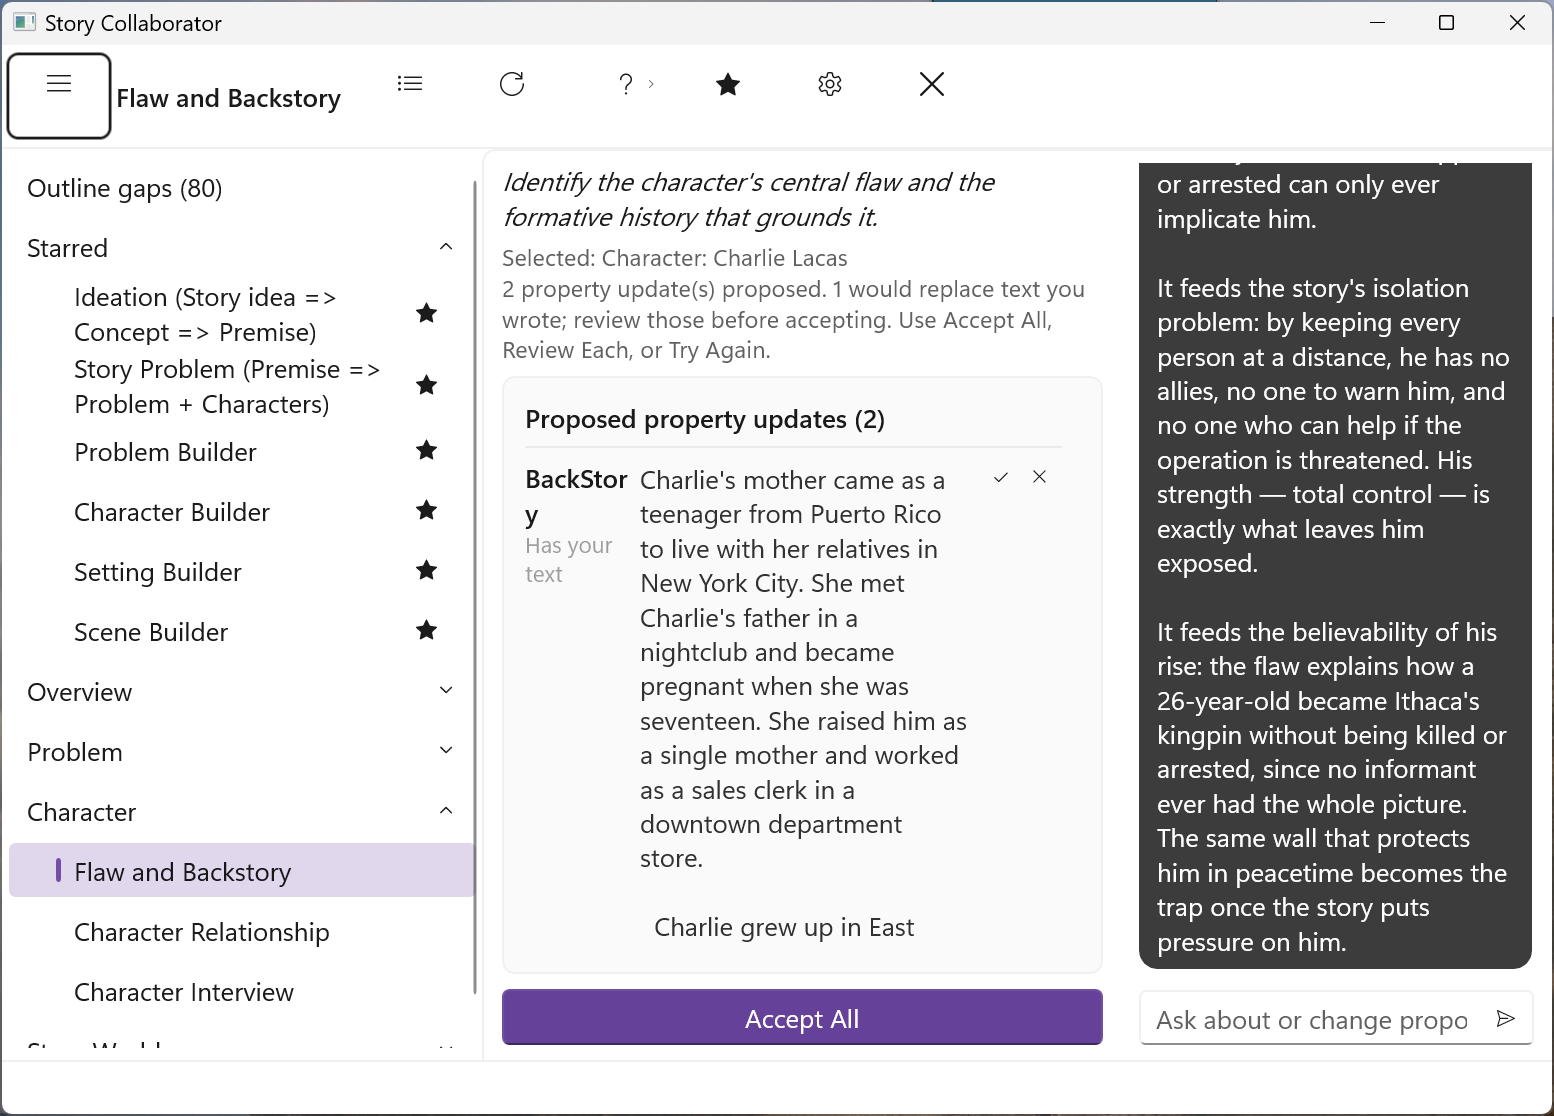 Story Collaborator
Flaw and Backstory
?
Outline gaps (80)
Starred
Ideation (Story idea =>
Concept => Premise)
Story Problem (Premise =>
Problem + Characters)
Problem Builder
Character Builder
Setting Builder
Scene Builder
Overview
Problem
Character
Flaw and Backstory
Character Relationship
Character Interview
Identify the character's central flaw and the
formative history that grounds it.
Selected: Character: Charlie Lacas
2 property update(s) proposed. 1 would replace text you
wrote; review those before accepting. Use Accept All,
Review Each, or Try Again.
Proposed property updates (2)
BackStor
y
Has your
text
Charlie's mother came as a
teenager from Puerto Rico
to live with her relatives in
New York City. She met
Charlie's father in a
nightclub and became
pregnant when she was
seventeen. She raised him as
a single mother and worked
as a sales clerk in a
downtown department
store.
Charlie grew up in East
Accept All
or arrested can only ever
implicate him.
It feeds the story's isolation
problem: by keeping every
person at a distance, he has no
allies, no one to warn him, and
no one who can help if the
operation is threatened. His
strength — total control — is
exactly what leaves him
exposed.
It feeds the believability of his
rise: the flaw explains how a
26-year-old became Ithaca's
kingpin without being killed or
arrested, since no informant
ever had the whole picture.
The same wall that protects
him in peacetime becomes the
trap once the story puts
pressure on him.
Ask about or change propo